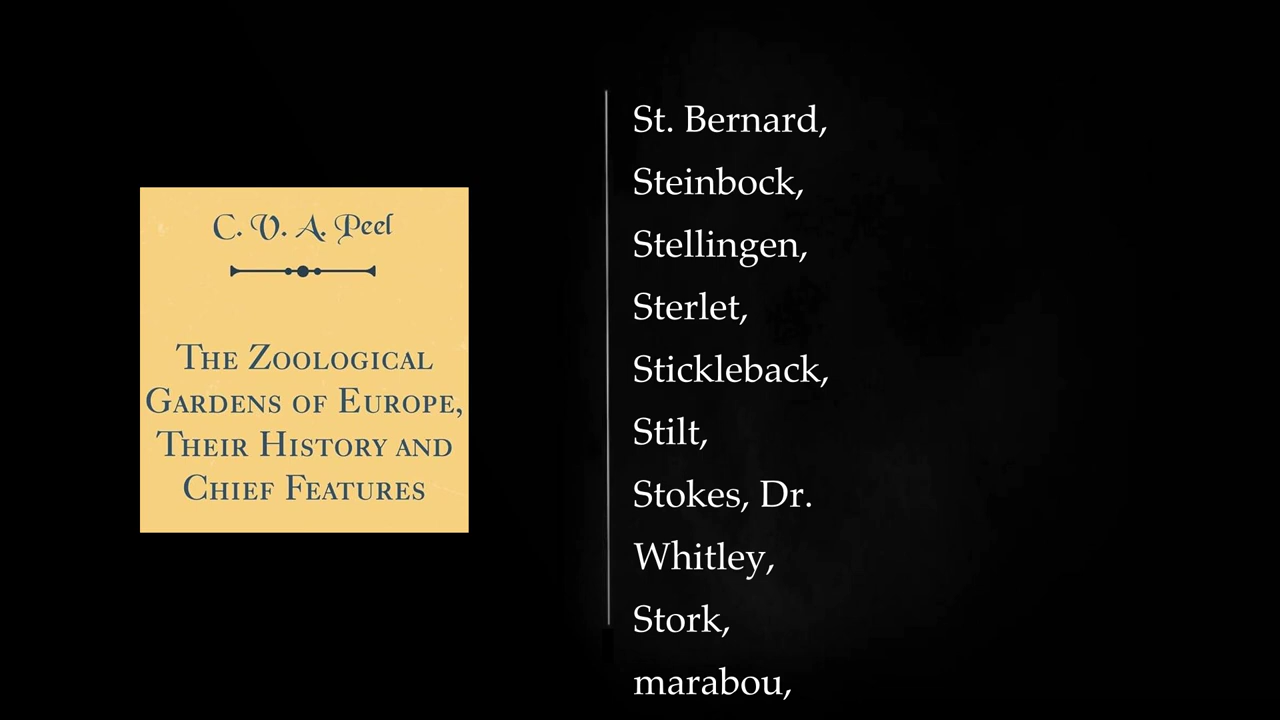 C. V. A. Peel
The Zoological
Gardens of Europe,
Their History and
Chief Features
St. Bernard,
Steinbock,
Stellingen,
Sterlet,
Stickleback,
Stilt,
Stokes, Dr.
Whitley,
Stork,
marabou,